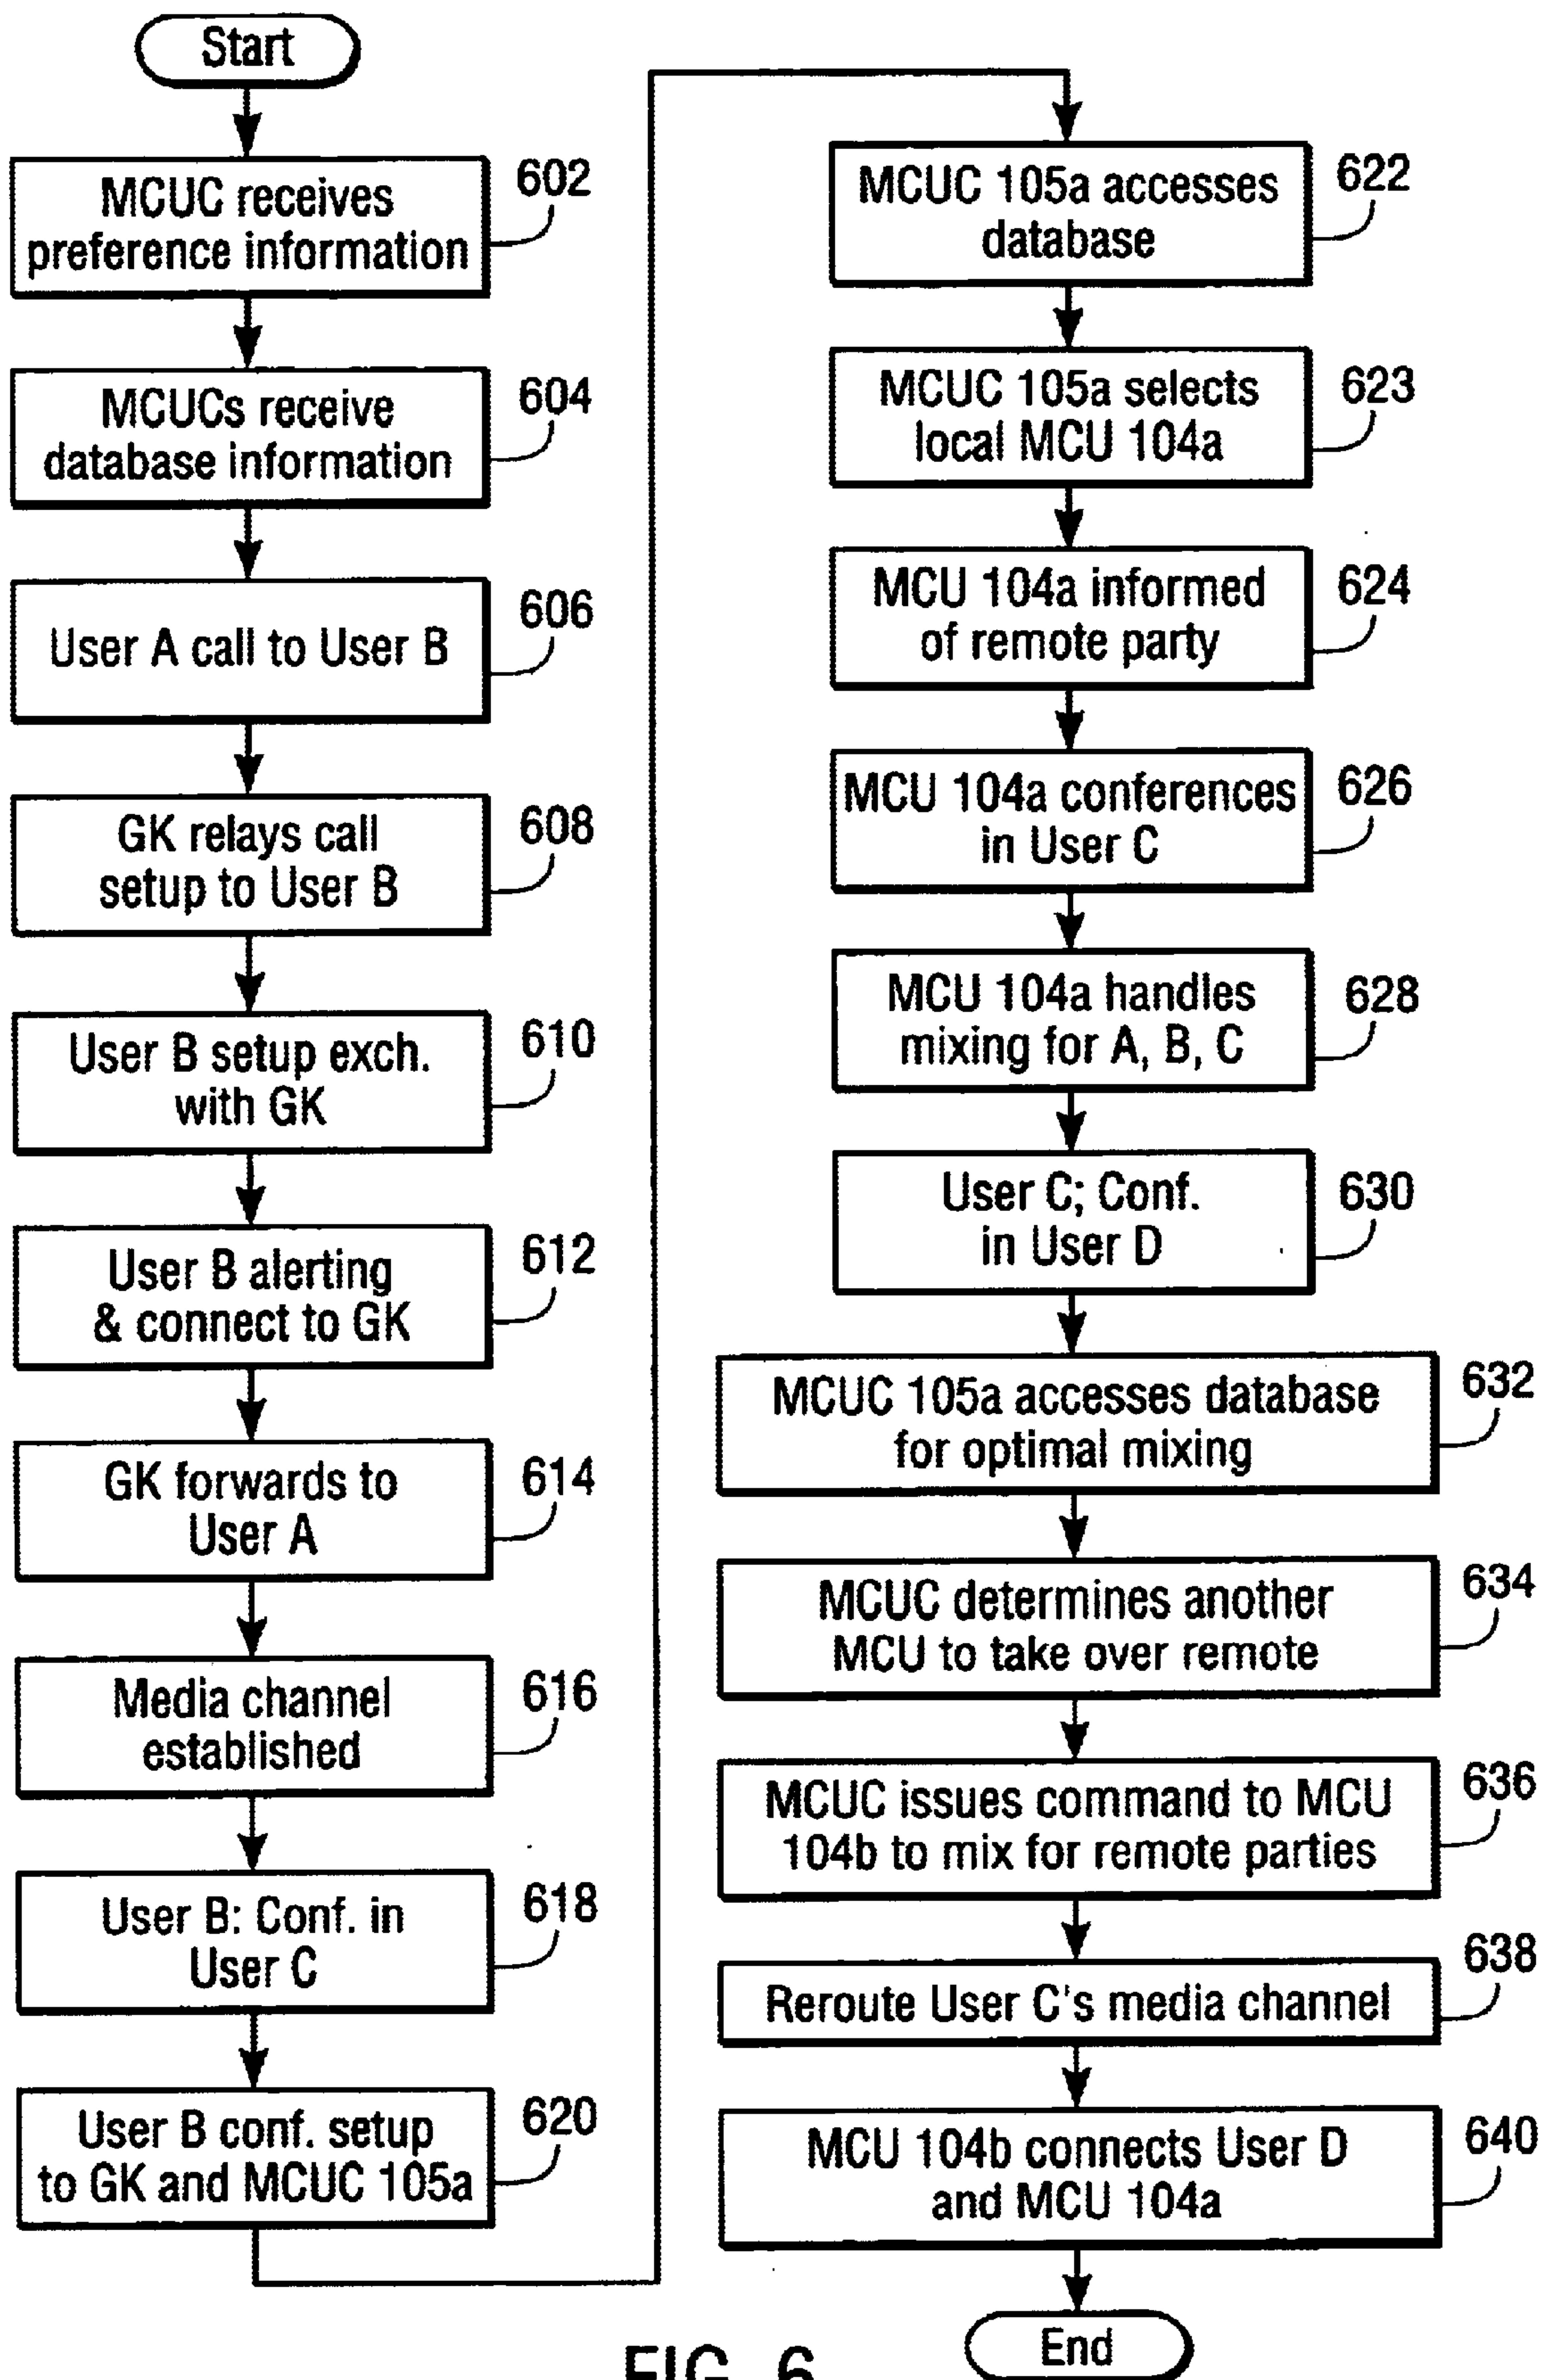 Start
MCUC receives
preference information
602
MCUCs receive
database information
604
User A call to User B
606
GK relays call
setup to User B
608
User B setup exch.
with GK
610
User B alerting
& connect to GK
612
GK forwards to
User A
614
Media channel
established
616
User B: Conf. in
User C
618
User B conf. setup
to GK and MCUC 105a
620
MCUC 105a accesses
database
622
MCUC 105a selects
local MCU 104a
623
MCU 104a informed
of remote party
624
MCU 104a conferences
in User C
626
MCU 104a handles
mixing for A, B, C
628
User C; Conf.
in User D
630
MCUC 105a accesses database
for optimal mixing
632
MCUC determines another
MCU to take over remote
634
MCUC issues command to MCU
104b to mix for remote parties
636
Reroute User C's media channel
638
MCU 104b connects User D
and MCU 104a
640
End
FIG. 6